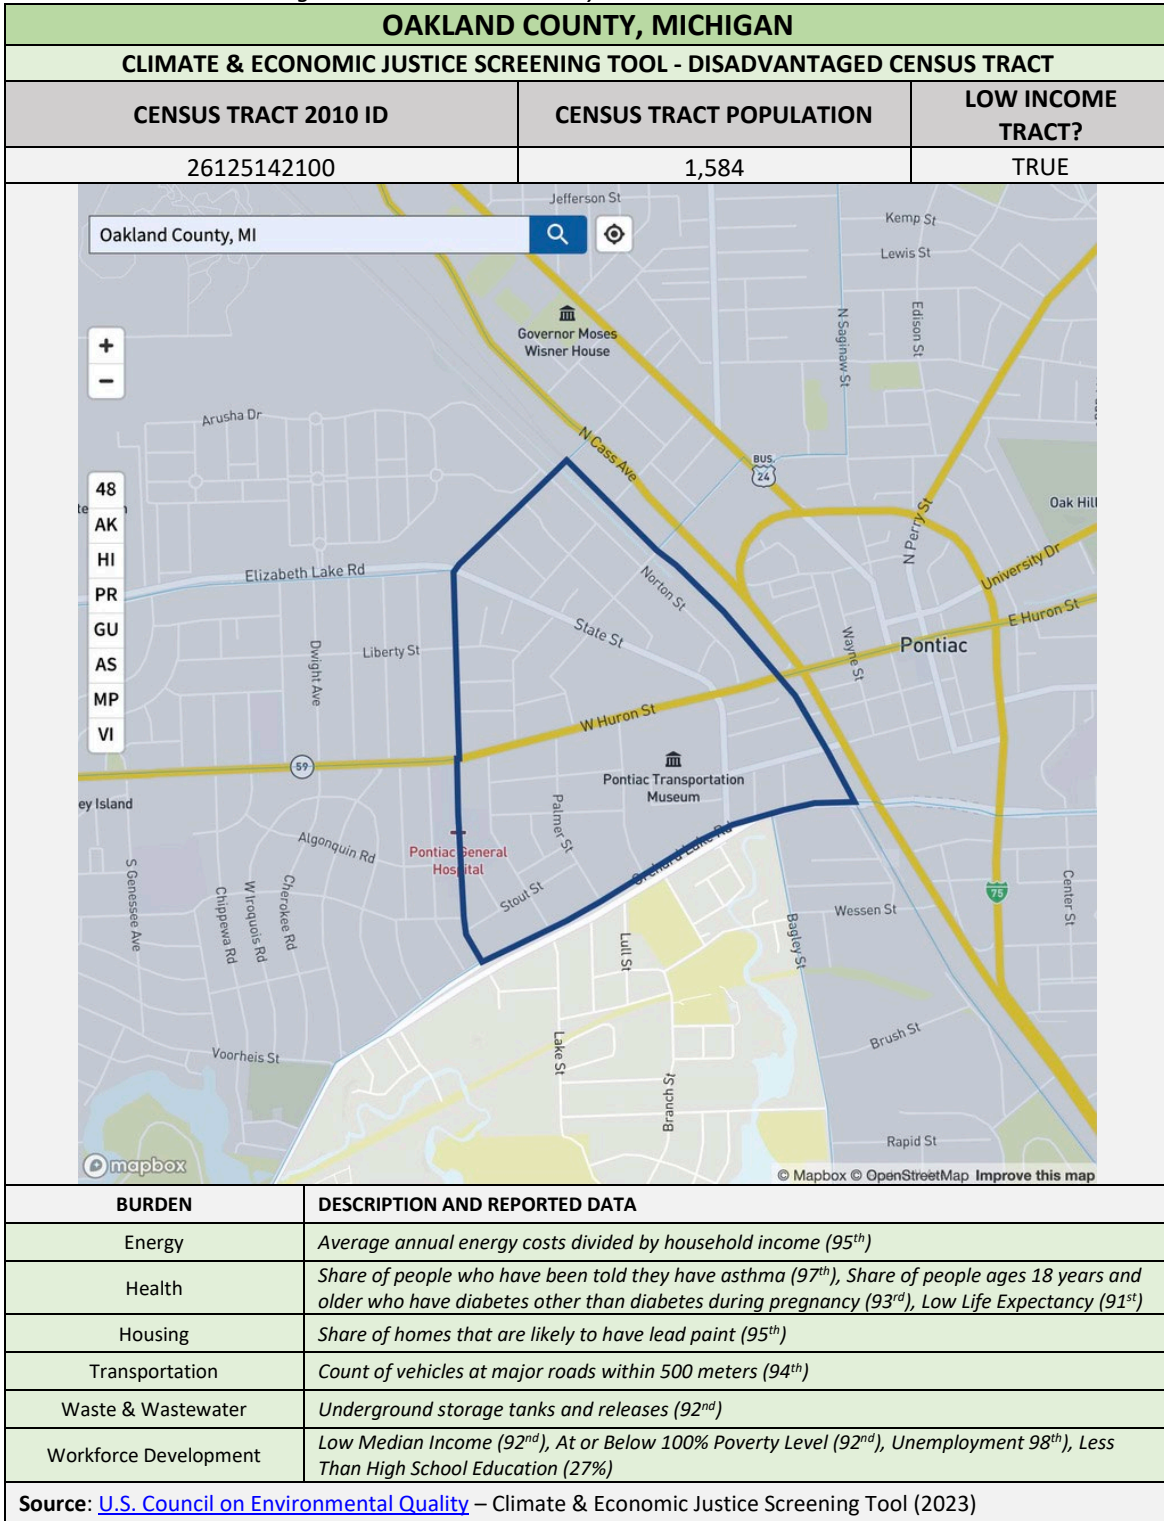 OAKLAND COUNTY, MICHIGAN
CLIMATE & ECONOMIC JUSTICE SCREENING TOOL - DISADVANTAGED CENSUS TRACT
CENSUS TRACT 2010 ID
CENSUS TRACT POPULATION
LOW INCOME
TRACT?
26125142100
1,584
TRUE
Jefferson St
Kemp St
Oakland County, MI
Lewis St
N Saginaw St
Edison St
Governor Moses
Wisner House
+
−
Arusha Dr
N Cass Ave
BUS.
24
48
AK
HI
PR
GU
AS
MP
VI
Oak Hill
N Perry St
University Dr
Elizabeth Lake Rd
Norton St
E Huron St
State St
Wayne St
Pontiac
Liberty St
Dwight Ave
W Huron St
59
Pontiac Transportation
Museum
ey Island
Palmer St
Algonquin Rd
Orchard Lake Rd
Pontiac General
Hospital
S Genessee Ave
Chippewa Rd
W Iroquois Rd
Cherokee Rd
Stout St
75
Center St
Wessen St
Lull St
Bagley St
Brush St
Lake St
Voorheis St
Branch St
Rapid St
mapbox
© Mapbox © OpenStreetMap Improve this map
BURDEN
DESCRIPTION AND REPORTED DATA
Energy
Average annual energy costs divided by household income (95th)
Health
Share of people who have been told they have asthma (97th), Share of people ages 18 years and
older who have diabetes other than diabetes during pregnancy (93rd), Low Life Expectancy (91st)
Housing
Share of homes that are likely to have lead paint (95th)
Transportation
Count of vehicles at major roads within 500 meters (94th)
Waste & Wastewater
Underground storage tanks and releases (92nd)
Workforce Development
Low Median Income (92nd), At or Below 100% Poverty Level (92nd), Unemployment 98th), Less
Than High School Education (27%)
Source: U.S. Council on Environmental Quality – Climate & Economic Justice Screening Tool (2023)